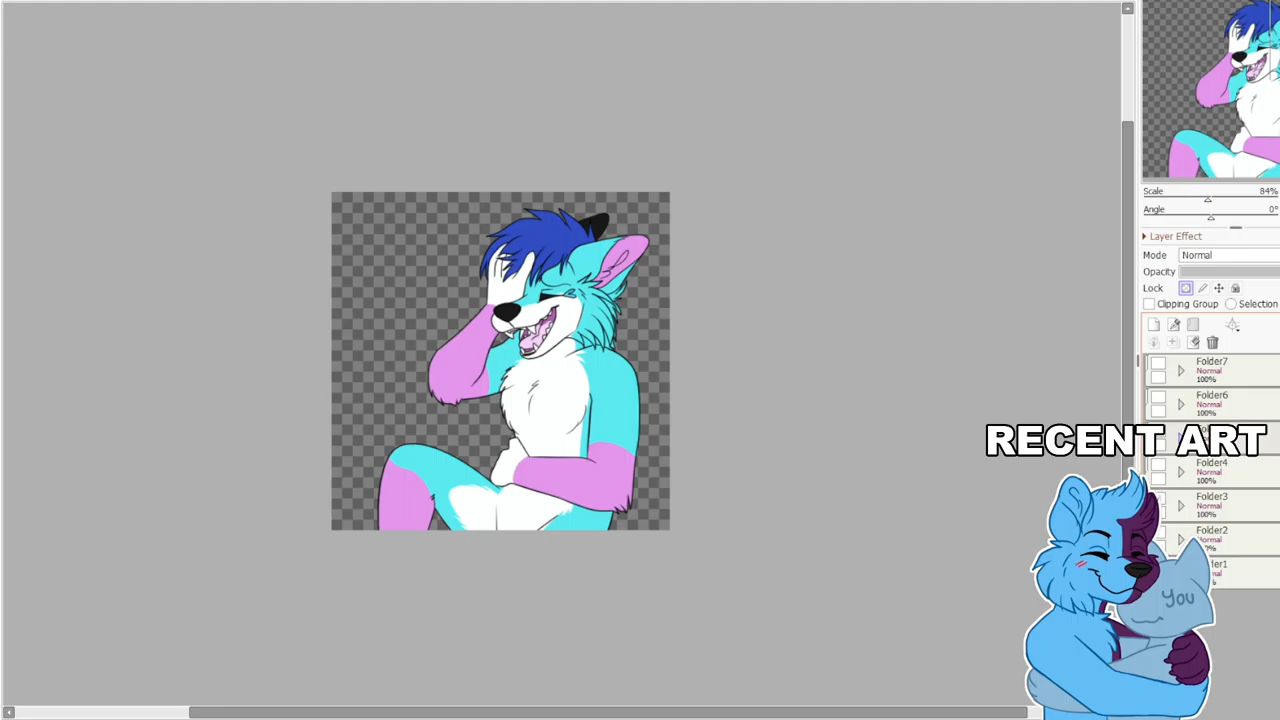 Scale 84%
Angle 0°
Layer Effect
Mode Normal
Opacity
Lock
Clipping Group Selection
Folder7
Normal
100%
Folder6
Normal
100%
RECENT ART
Folder4
Normal
100%
Folder3
Normal
100%
Folder2
Normal
You